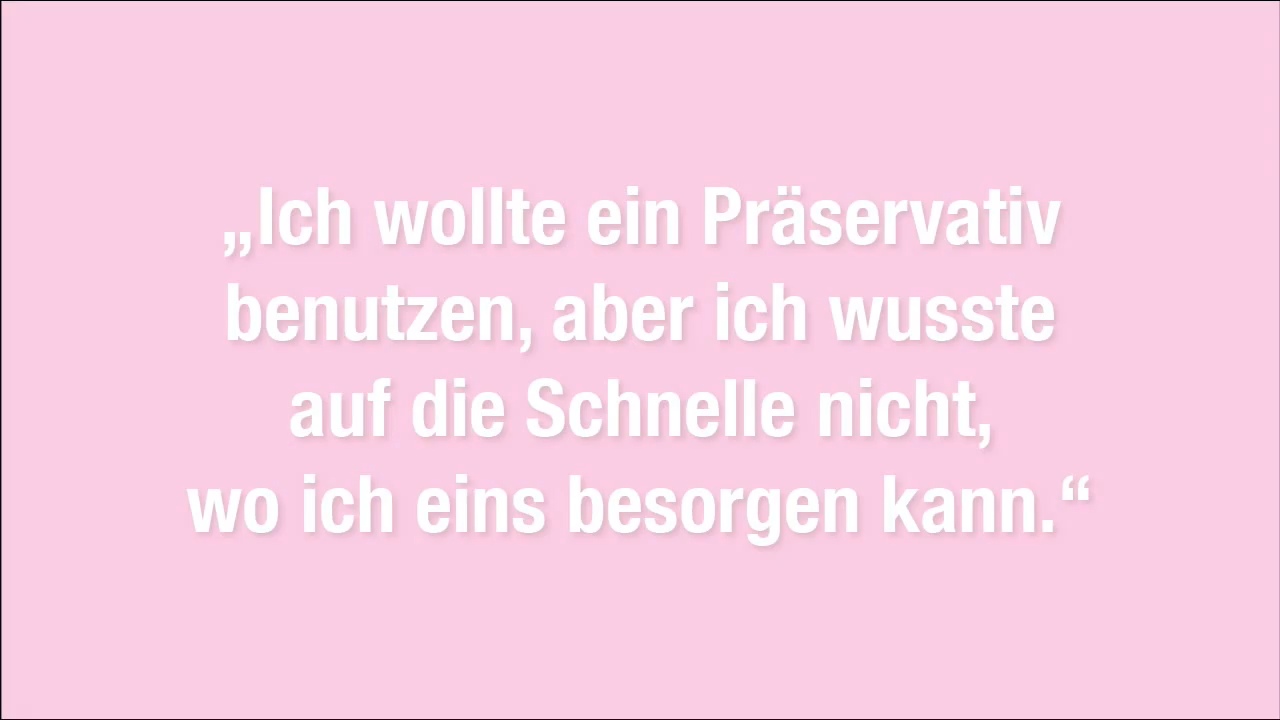 „Ich wollte ein Präservativ
benutzen, aber ich wusste
auf die Schnelle nicht,
wo ich eins besorgen kann.“